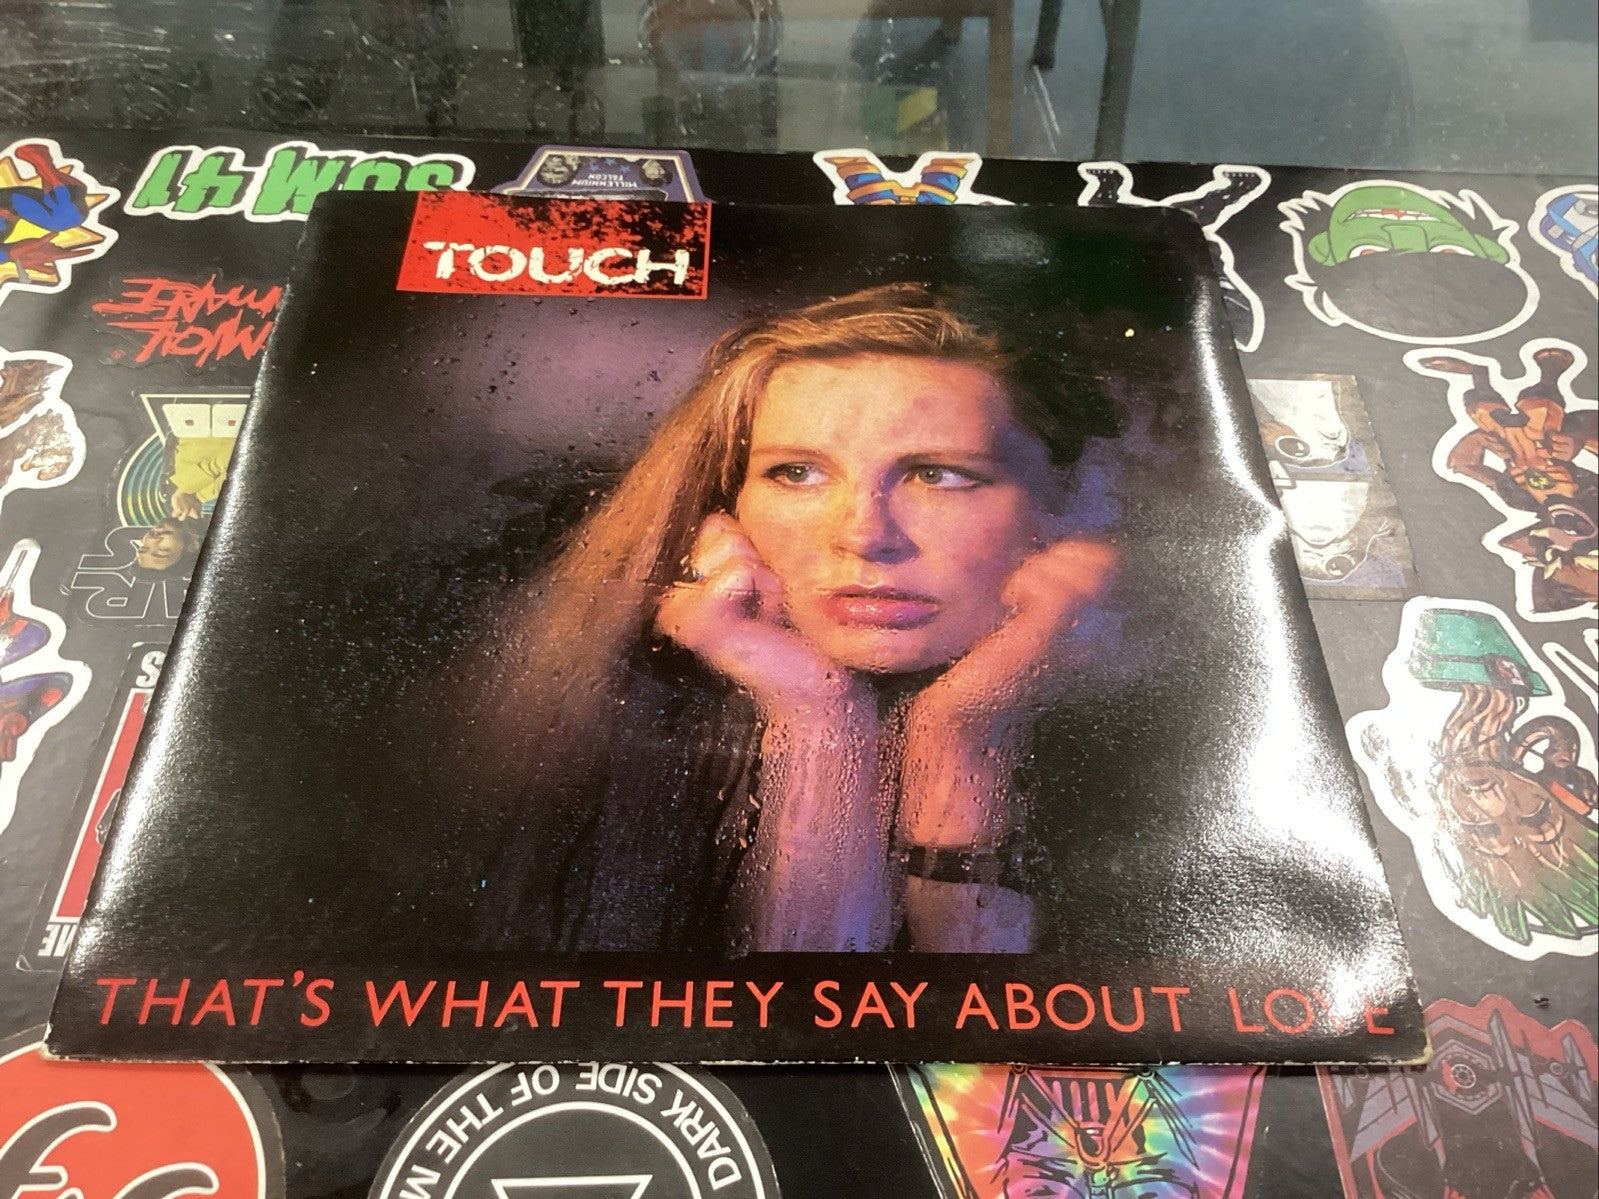 SUM 41
MILLENNIUM
FALCON
TOUCH
THAT'S WHAT THEY SAY ABOUT LOVE
DARK SIDE OF THE M